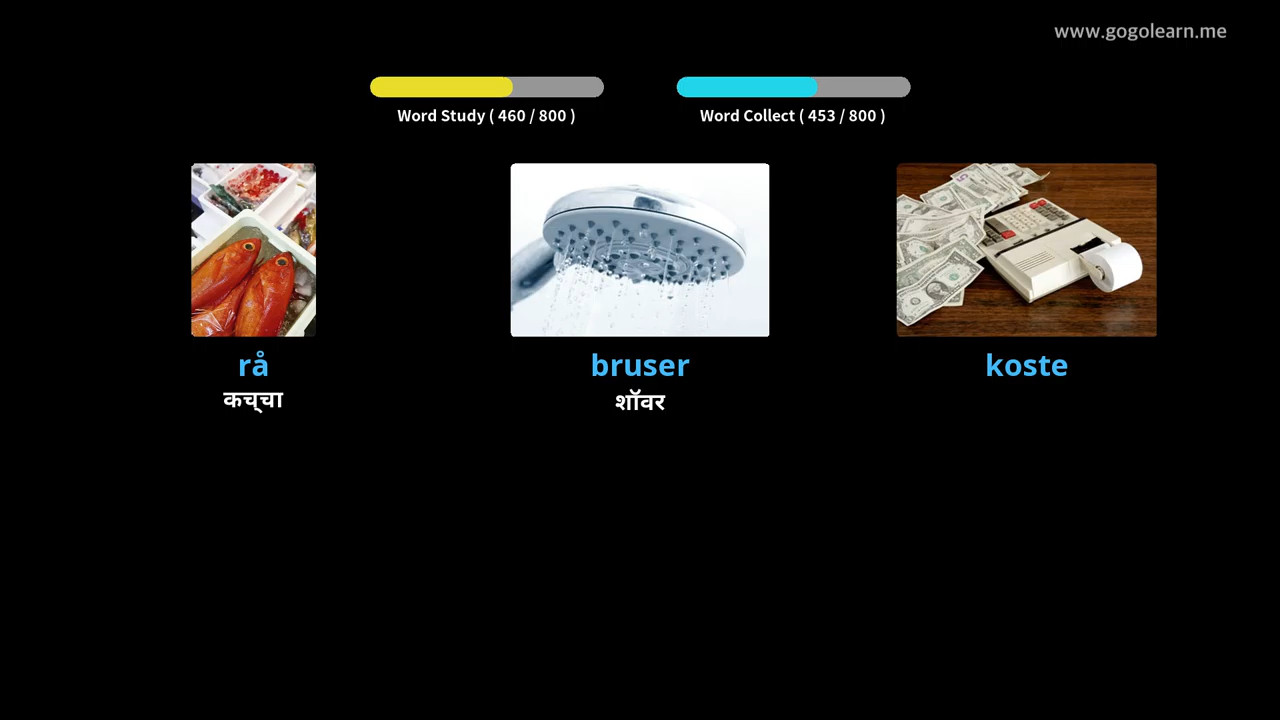 www.gogolearn.me
Word Study ( 460 / 800 )
Word Collect ( 453 / 800 )
rå
bruser
koste
कच्चा
शॉवर